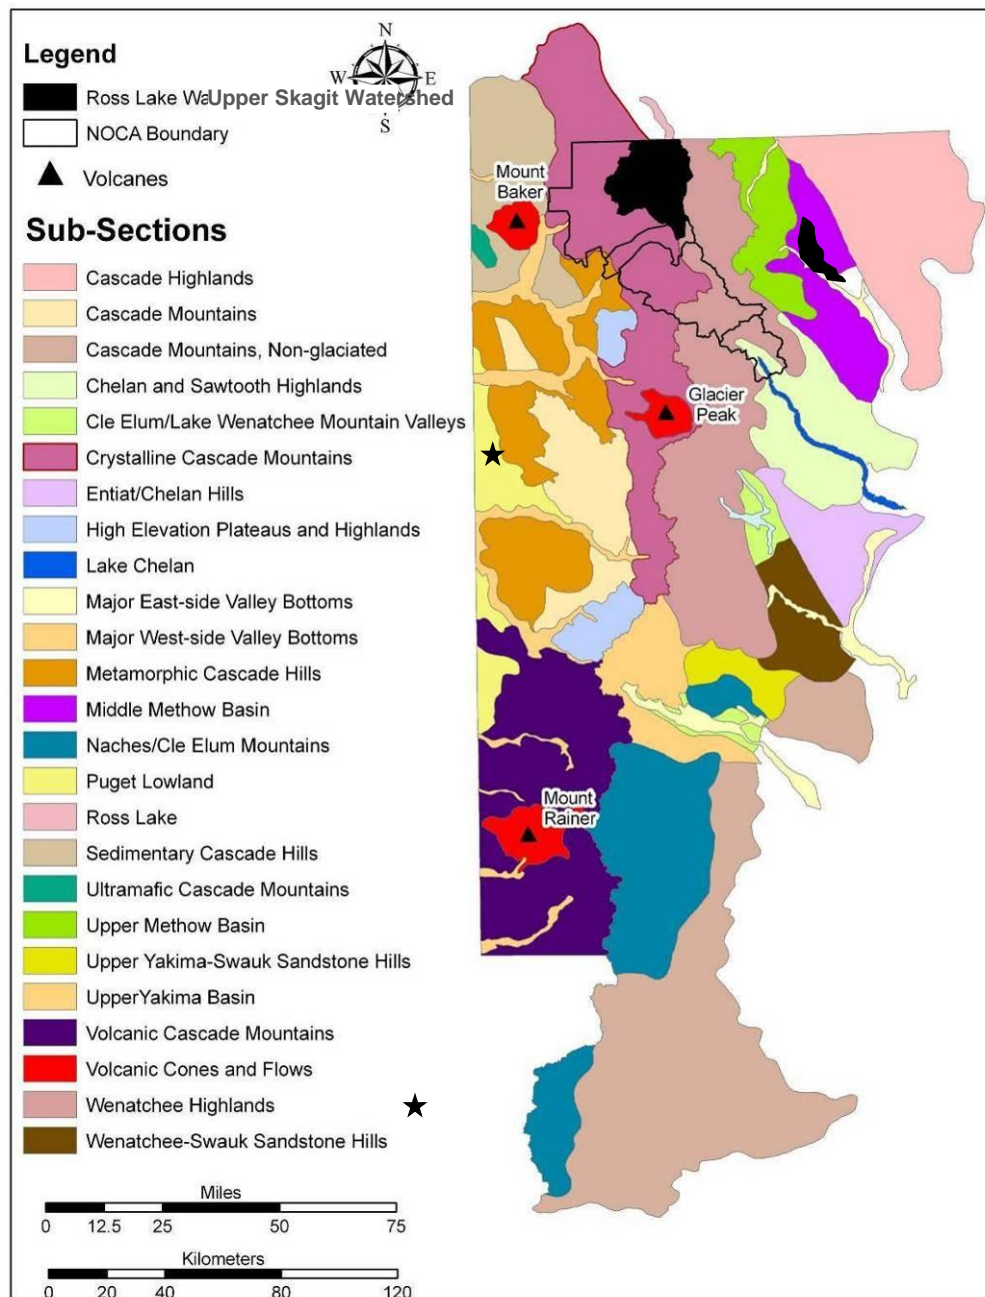 Legend
N
W E
S
Ross Lake Wa
Upper Skagit Watershed
NOCA Boundary
Volcanes
Sub-Sections
Cascade Highlands
Cascade Mountains
Cascade Mountains, Non-glaciated
Chelan and Sawtooth Highlands
Cle Elum/Lake Wenatchee Mountain Valleys
Crystalline Cascade Mountains
Entiat/Chelan Hills
High Elevation Plateaus and Highlands
Lake Chelan
Major East-side Valley Bottoms
Major West-side Valley Bottoms
Metamorphic Cascade Hills
Middle Methow Basin
Naches/Cle Elum Mountains
Puget Lowland
Ross Lake
Sedimentary Cascade Hills
Ultramafic Cascade Mountains
Upper Methow Basin
Upper Yakima-Swauk Sandstone Hills
UpperYakima Basin
Volcanic Cascade Mountains
Volcanic Cones and Flows
Wenatchee Highlands
Wenatchee-Swauk Sandstone Hills
Miles
0 12.5 25 50 75
Kilometers
0 20 40 80 120
Mount
Baker
Glacier
Peak
Mount
Rainer